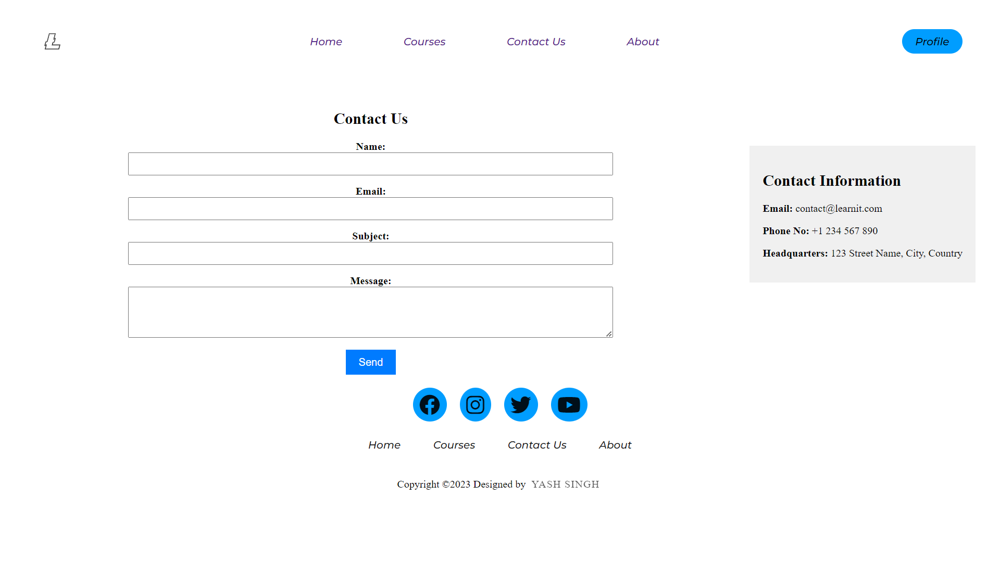 Ł
Home
Courses
Contact Us
About
Profile
Contact Us
Name:
Email:
Subject:
Message:
Send
Contact Information
Email: contact@learnit.com
Phone No: +1 234 567 890
Headquarters: 123 Street Name, City, Country
Home
Courses
Contact Us
About
Copyright ©2023 Designed by YASH SINGH